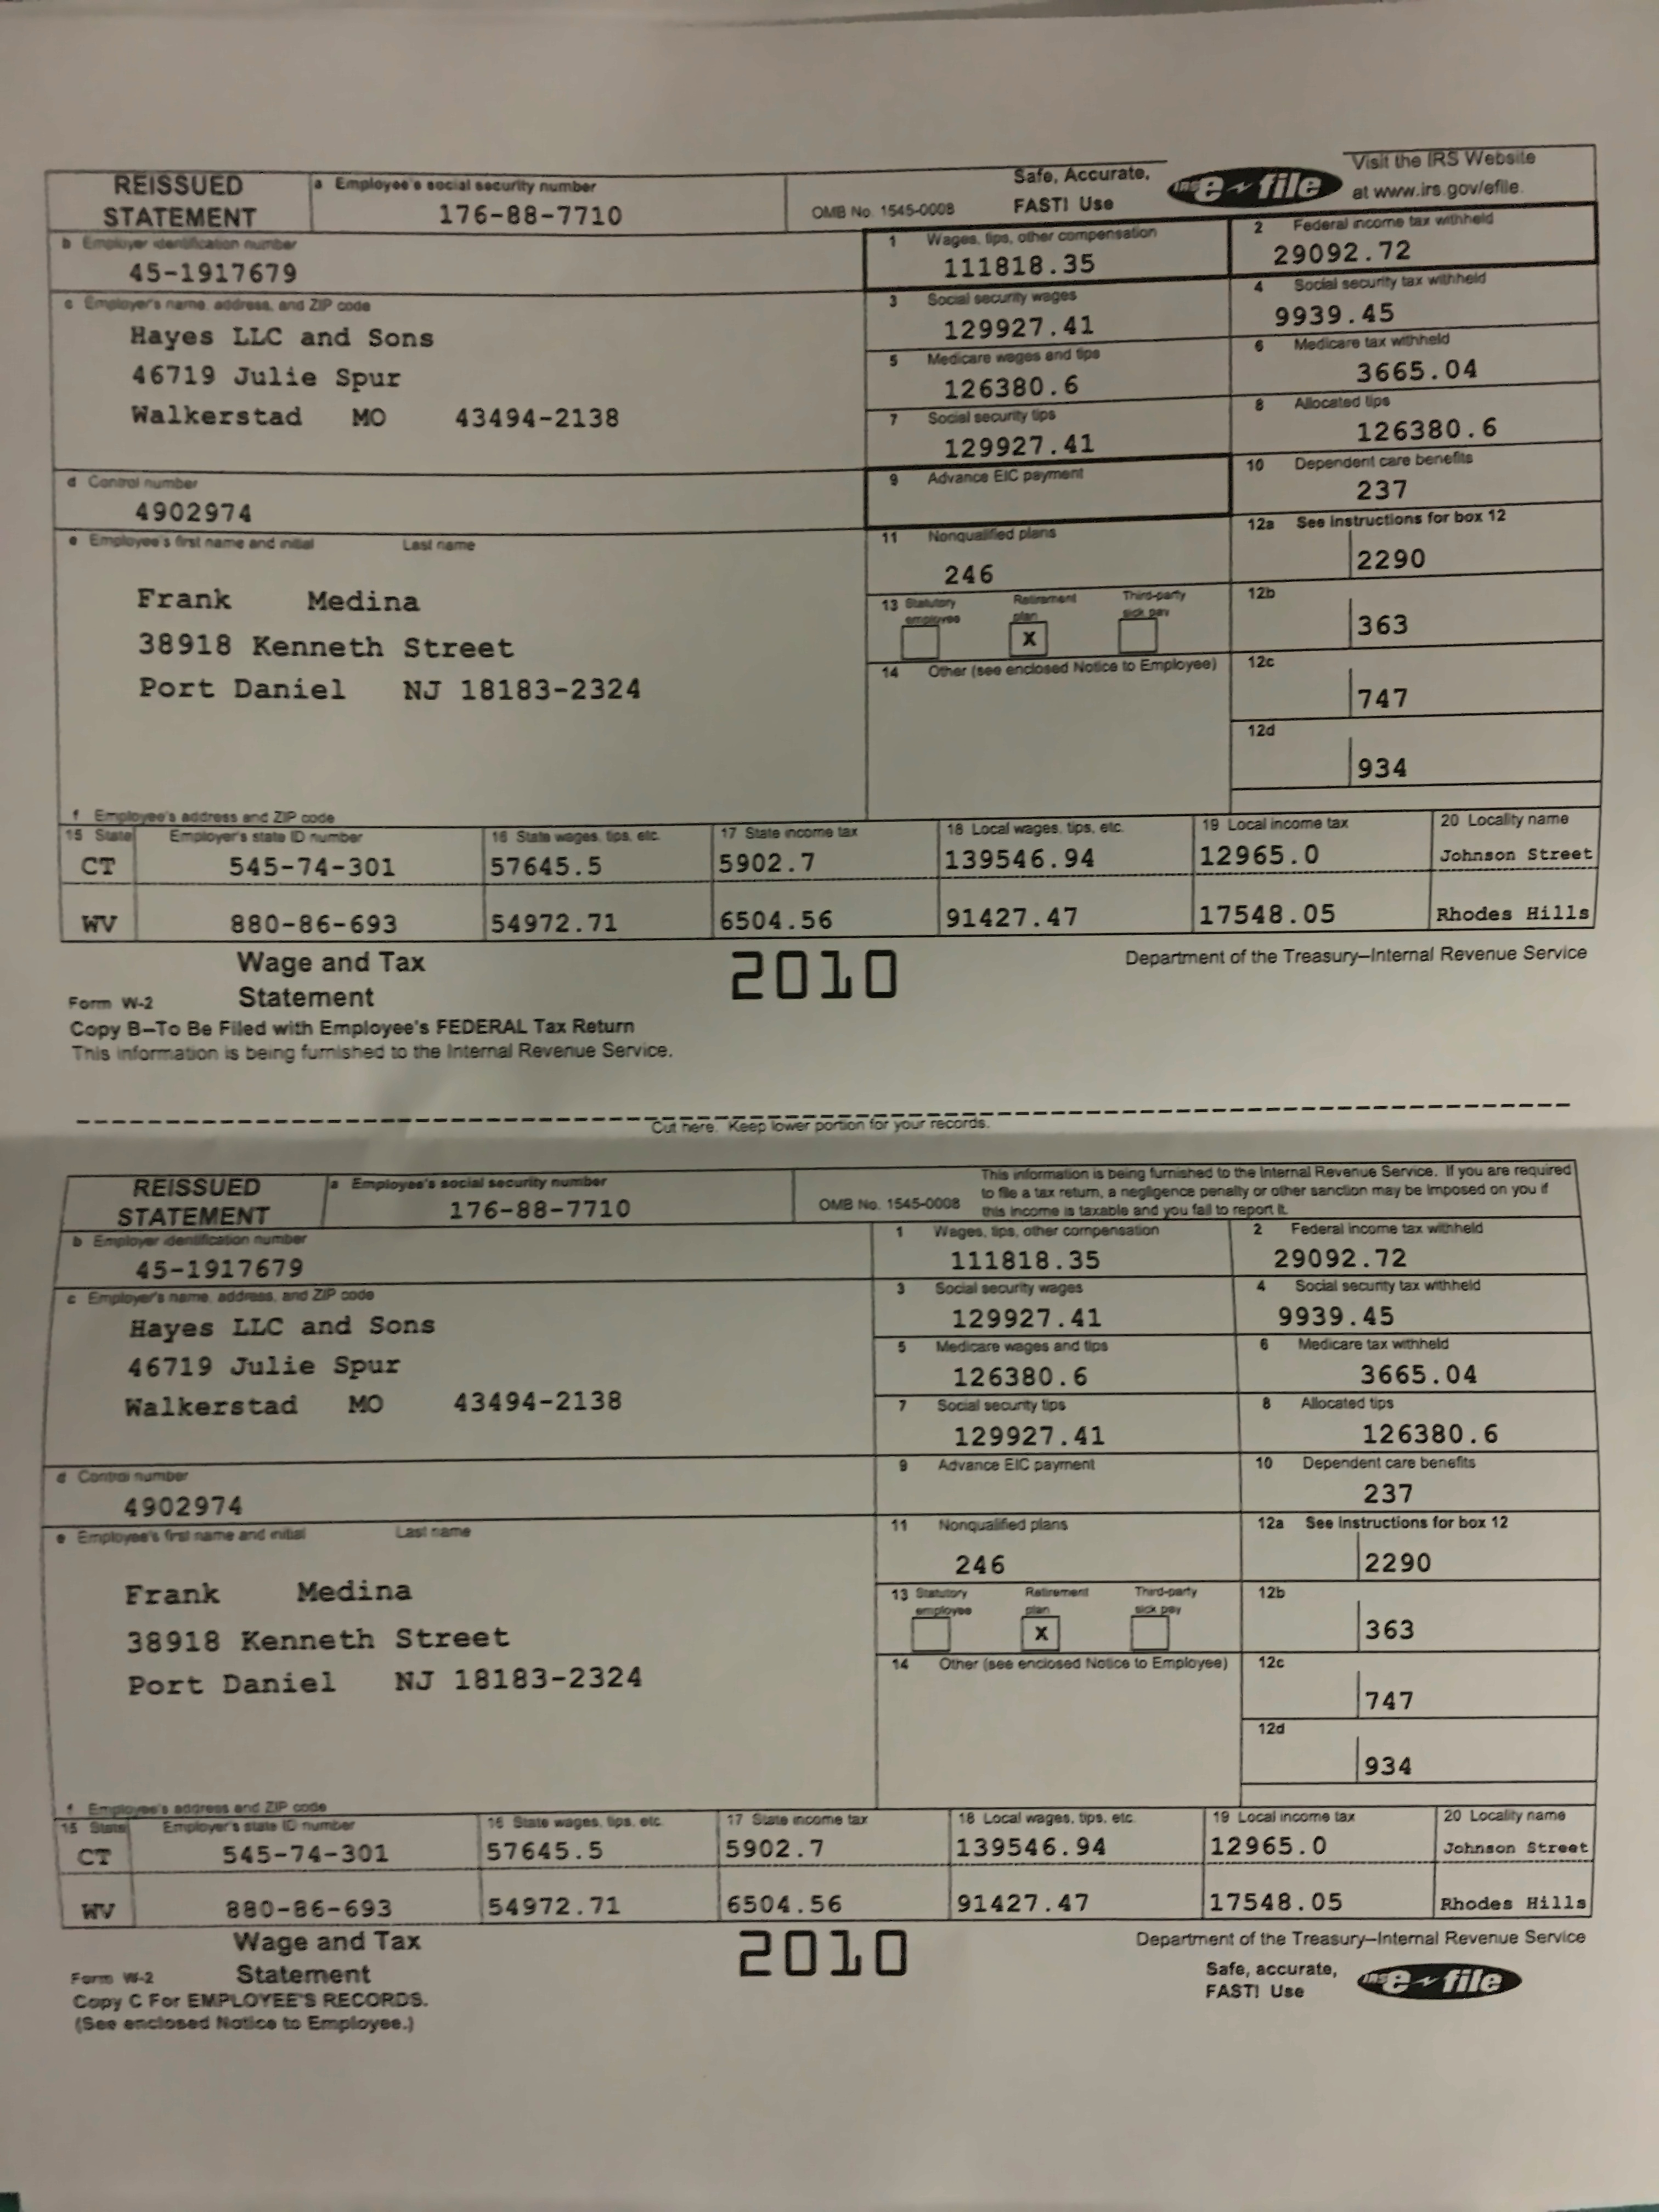 REISSUED STATEMENT
a Employee's social security number
176-88-7710
OMB No. 1545-0008
Safe, Accurate, FAST! Use
IRS e-file
Visit the IRS Website at www.irs.gov/efile.
b Employer identification number
45-1917679
1 Wages, tips, other compensation
111818.35
2 Federal income tax withheld
29092.72
c Employer's name, address, and ZIP code
Hayes LLC and Sons
46719 Julie Spur
Walkerstad MO 43494-2138
3 Social security wages
129927.41
4 Social security tax withheld
9939.45
5 Medicare wages and tips
126380.6
6 Medicare tax withheld
3665.04
7 Social security tips
129927.41
8 Allocated tips
126380.6
d Control number
4902974
9 Advance EIC payment
10 Dependent care benefits
237
e Employee's first name and initial Last name
Frank Medina
38918 Kenneth Street
Port Daniel NJ 18183-2324
11 Nonqualified plans
246
12a See instructions for box 12
2290
13 Statutory employee Retirement plan Third-party sick pay
X
12b
363
14 Other (see enclosed Notice to Employee)
12c
747
12d
934
f Employee's address and ZIP code
15 State Employer's state ID number 16 State wages, tips, etc. 17 State income tax 18 Local wages, tips, etc. 19 Local income tax 20 Locality name
CT 545-74-301 57645.5 5902.7 139546.94 12965.0 Johnson Street
WV 880-86-693 54972.71 6504.56 91427.47 17548.05 Rhodes Hills
Form W-2 Wage and Tax Statement
2010
Department of the Treasury—Internal Revenue Service
Copy B—To Be Filed with Employee's FEDERAL Tax Return
This information is being furnished to the Internal Revenue Service.
Cut here. Keep lower portion for your records.
REISSUED STATEMENT
a Employee's social security number
176-88-7710
OMB No. 1545-0008
This information is being furnished to the Internal Revenue Service. If you are required
to file a tax return, a negligence penalty or other sanction may be imposed on you if
this income is taxable and you fail to report it.
b Employer identification number
45-1917679
1 Wages, tips, other compensation
111818.35
2 Federal income tax withheld
29092.72
c Employer's name, address, and ZIP code
Hayes LLC and Sons
46719 Julie Spur
Walkerstad MO 43494-2138
3 Social security wages
129927.41
4 Social security tax withheld
9939.45
5 Medicare wages and tips
126380.6
6 Medicare tax withheld
3665.04
7 Social security tips
129927.41
8 Allocated tips
126380.6
d Control number
4902974
9 Advance EIC payment
10 Dependent care benefits
237
e Employee's first name and initial Last name
Frank Medina
38918 Kenneth Street
Port Daniel NJ 18183-2324
11 Nonqualified plans
246
12a See instructions for box 12
2290
13 Statutory employee Retirement plan Third-party sick pay
X
12b
363
14 Other (see enclosed Notice to Employee)
12c
747
12d
934
f Employee's address and ZIP code
15 State Employer's state ID number 16 State wages, tips, etc. 17 State income tax 18 Local wages, tips, etc. 19 Local income tax 20 Locality name
CT 545-74-301 57645.5 5902.7 139546.94 12965.0 Johnson Street
WV 880-86-693 54972.71 6504.56 91427.47 17548.05 Rhodes Hills
Form W-2 Wage and Tax Statement
2010
Department of the Treasury—Internal Revenue Service
Copy C For EMPLOYEE'S RECORDS.
(See enclosed Notice to Employee.)
Safe, accurate, FAST! Use
IRS e-file